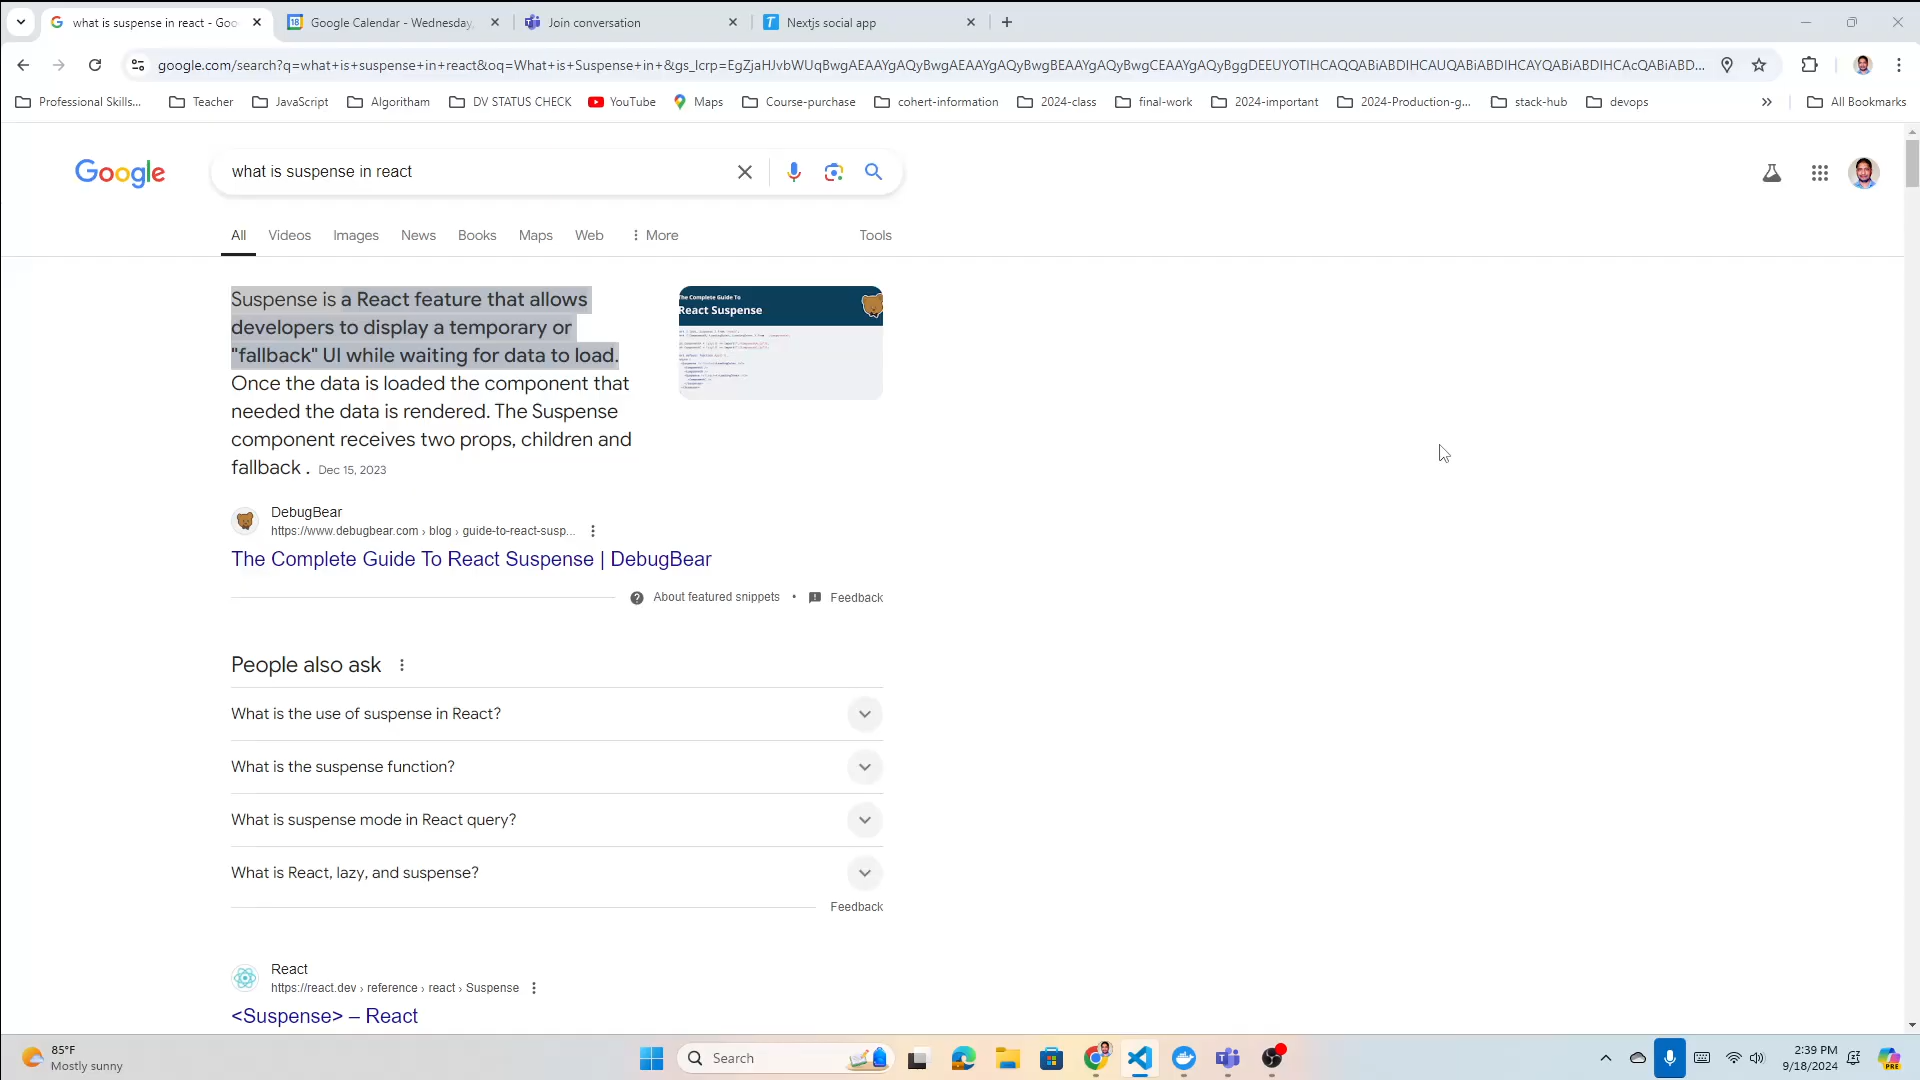 what is suspense in react - Goo
Google Calendar - Wednesday,
Join conversation
Nextjs social app
google.com/search?q=what+is+suspense+in+react&oq=What+is+Suspense+in+&gs_lcrp=EgZjaHJvbWUqBwgAEAAYgAQyBwgAEAAYgAQyBwgBEAAYgAQyBwgCEAAYgAQyBggDEEUYOTIHCAQQABiABDIHCAUQABiABDIHCAYQABiABDIHCAcQABiABD...
Professional Skills...
Teacher
JavaScript
Algoritham
DV STATUS CHECK
YouTube
Maps
Course-purchase
cohert-information
2024-class
final-work
2024-important
2024-Production-g...
stack-hub
devops
All Bookmarks
Google
what is suspense in react
All
Videos
Images
News
Books
Maps
Web
More
Tools
Suspense is a React feature that allows
developers to display a temporary or
"fallback" UI while waiting for data to load.
Once the data is loaded the component that
needed the data is rendered. The Suspense
component receives two props, children and
fallback . Dec 15, 2023
The Complete Guide To
React Suspense
DebugBear
https://www.debugbear.com › blog › guide-to-react-susp...
The Complete Guide To React Suspense | DebugBear
About featured snippets • Feedback
People also ask
What is the use of suspense in React?
What is the suspense function?
What is suspense mode in React query?
What is React, lazy, and suspense?
Feedback
React
https://react.dev › reference › react › Suspense
<Suspense> – React
85°F
Mostly sunny
Search
2:39 PM
9/18/2024
PRE